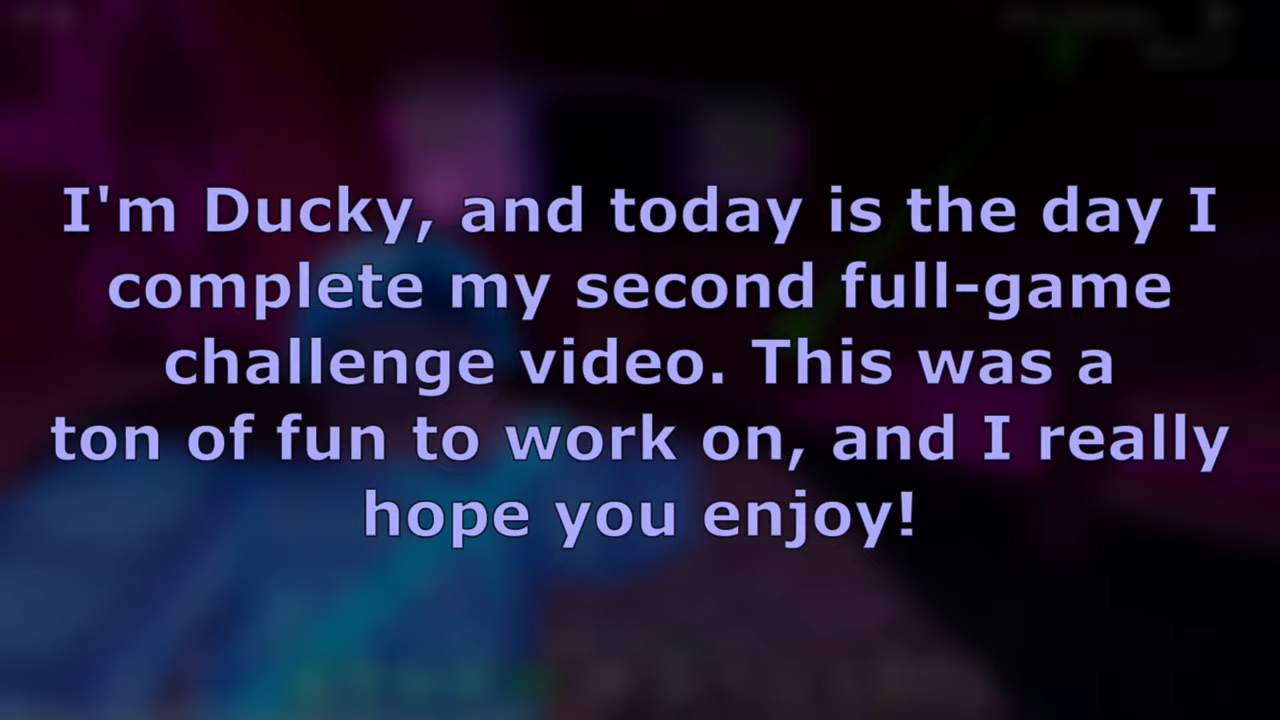 I'm Ducky, and today is the day I
complete my second full-game
challenge video. This was a
ton of fun to work on, and I really
hope you enjoy!